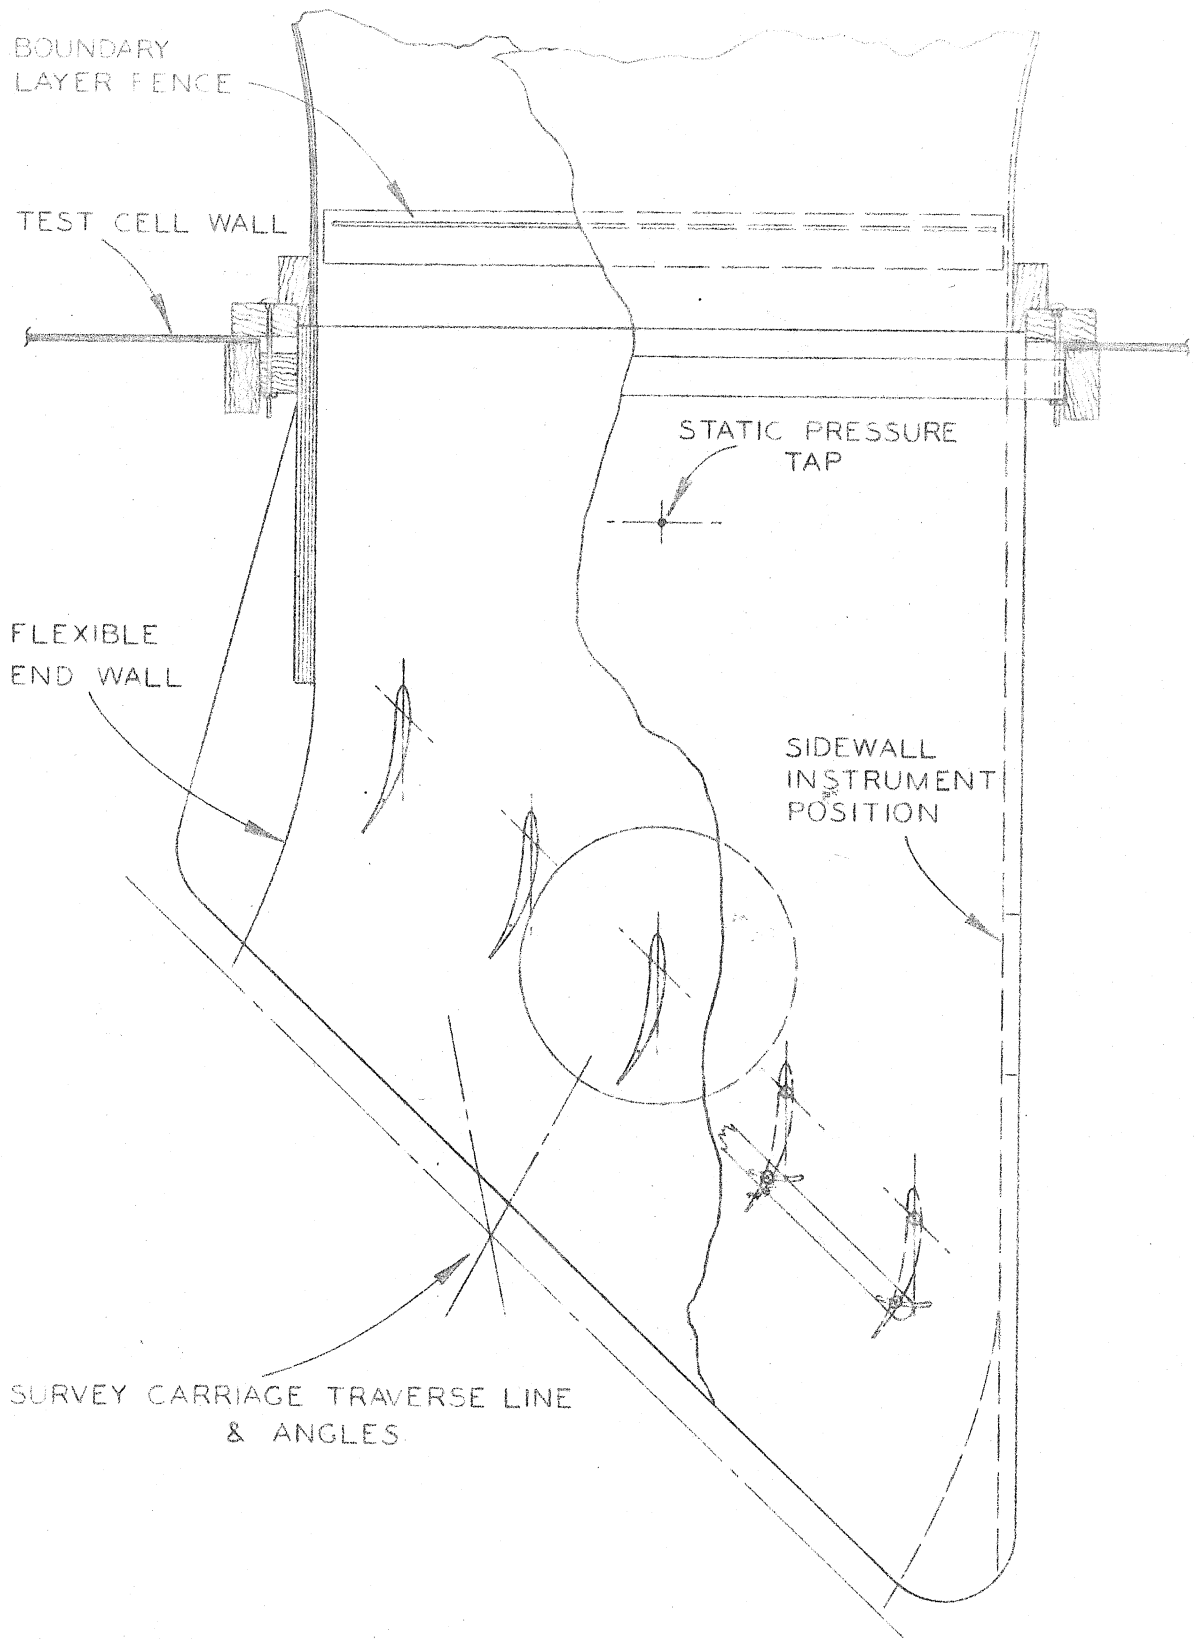 BOUNDARY
LAYER FENCE
TEST CELL WALL
STATIC PRESSURE
TAP
FLEXIBLE
END WALL
SIDEWALL
INSTRUMENT
POSITION
SURVEY CARRIAGE TRAVERSE LINE
& ANGLES